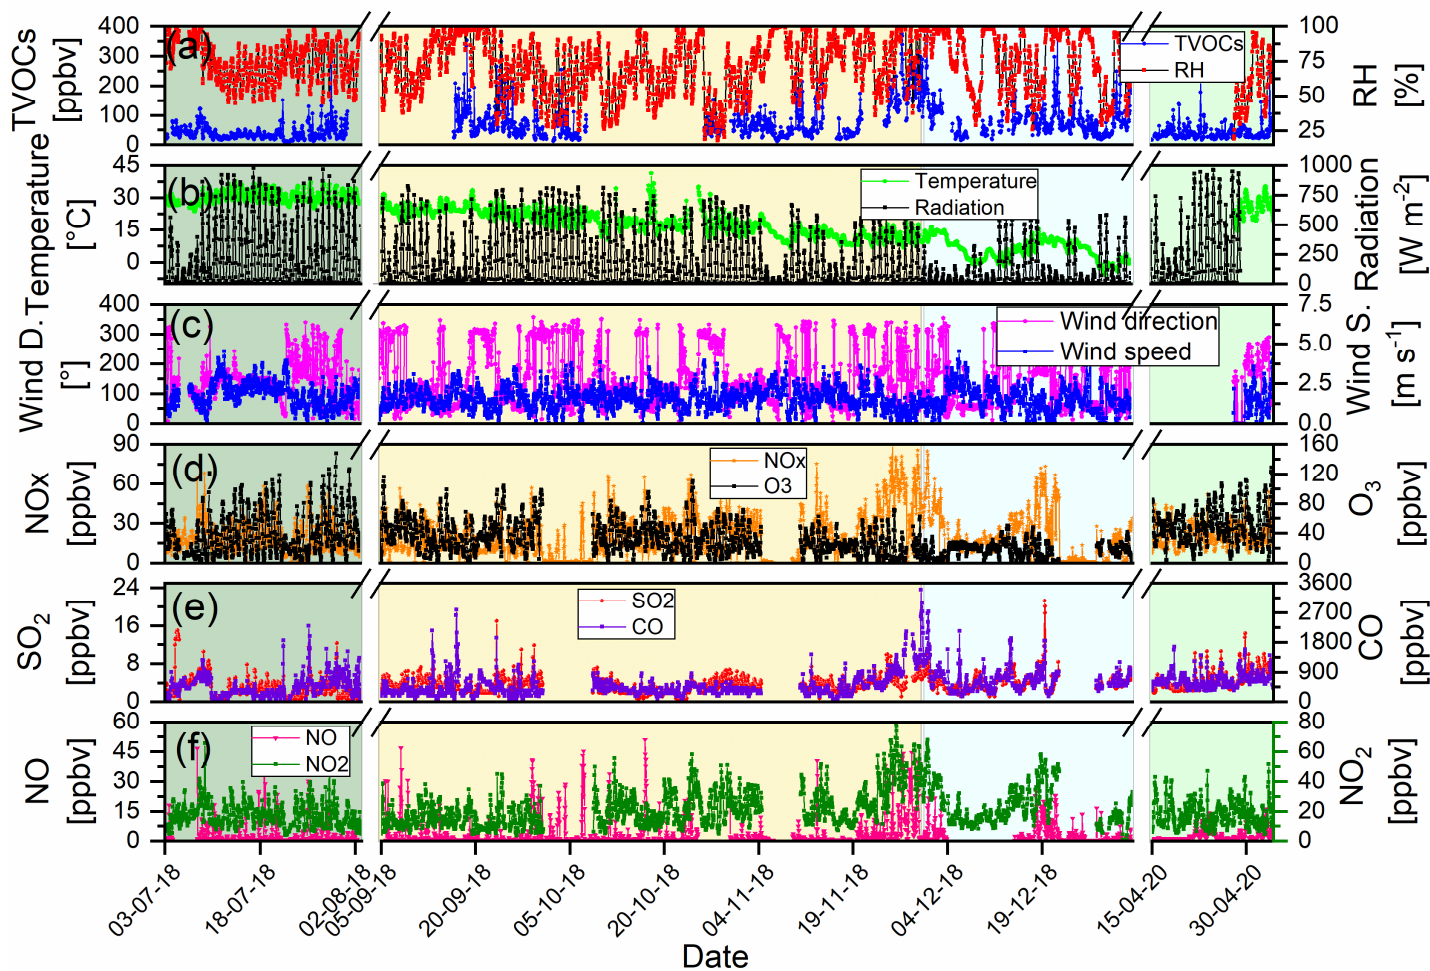 (a)
TVOCs
[ppbv]
400
300
200
100
0
100
75
50
25
RH
[%]
TVOCs
RH
(b)
Temperature
[°C]
45
30
15
0
1000
750
500
250
0
Radiation
[W m-2]
Temperature
Radiation
(c)
Wind D.
[°]
400
300
200
100
0
7.5
5.0
2.5
0.0
Wind S.
[m s-1]
Wind direction
Wind speed
(d)
NOx
[ppbv]
90
60
30
0
160
120
80
40
0
O3
[ppbv]
NOx
O3
(e)
SO2
[ppbv]
24
16
8
0
3600
2700
1800
900
0
CO
[ppbv]
SO2
CO
(f)
NO
[ppbv]
60
45
30
15
0
80
60
40
20
0
NO2
[ppbv]
NO
NO2
03-07-18
18-07-18
02-08-18
05-09-18
20-09-18
05-10-18
20-10-18
04-11-18
19-11-18
04-12-18
19-12-18
15-04-20
30-04-20
Date